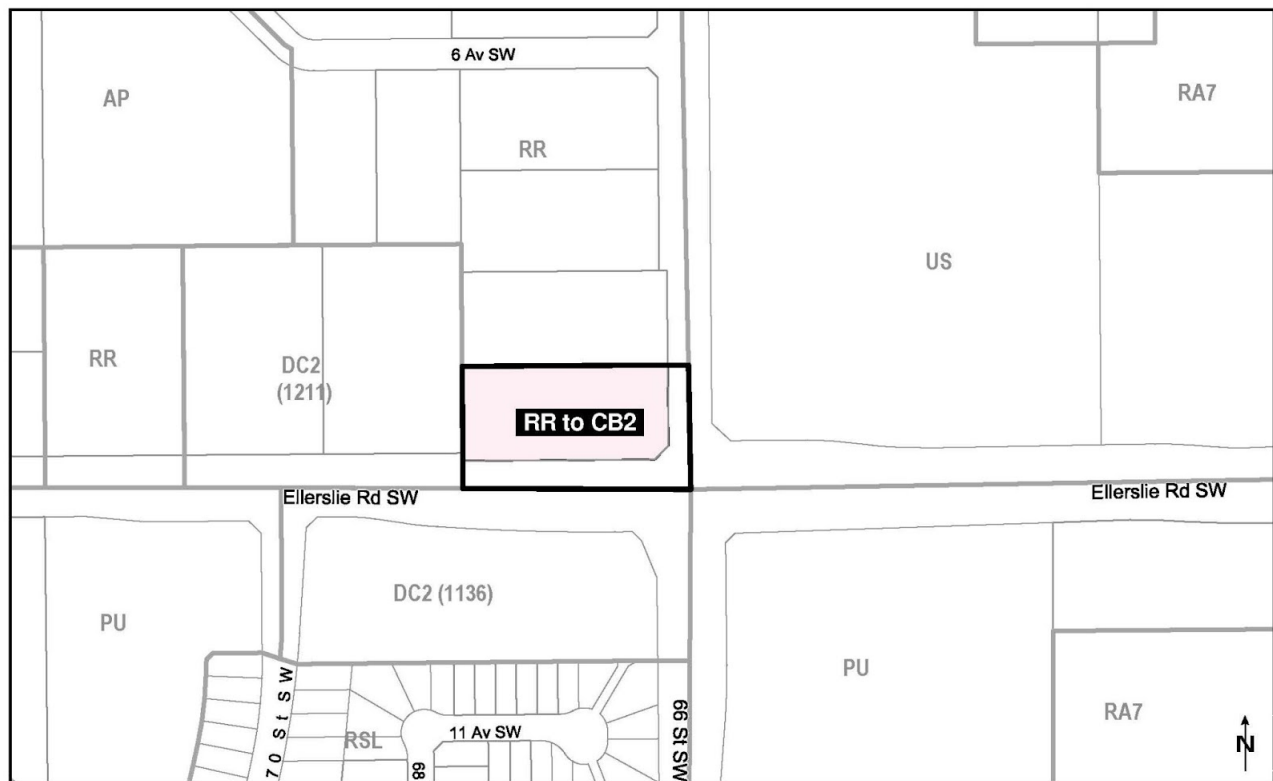 6 Av SW
AP
RA7
RR
US
RR
DC2
(1211)
RR to CB2
Ellerslie Rd SW
Ellerslie Rd SW
DC2 (1136)
PU
PU
70 St SW
RSL
11 Av SW
68
66 St SW
RA7
N